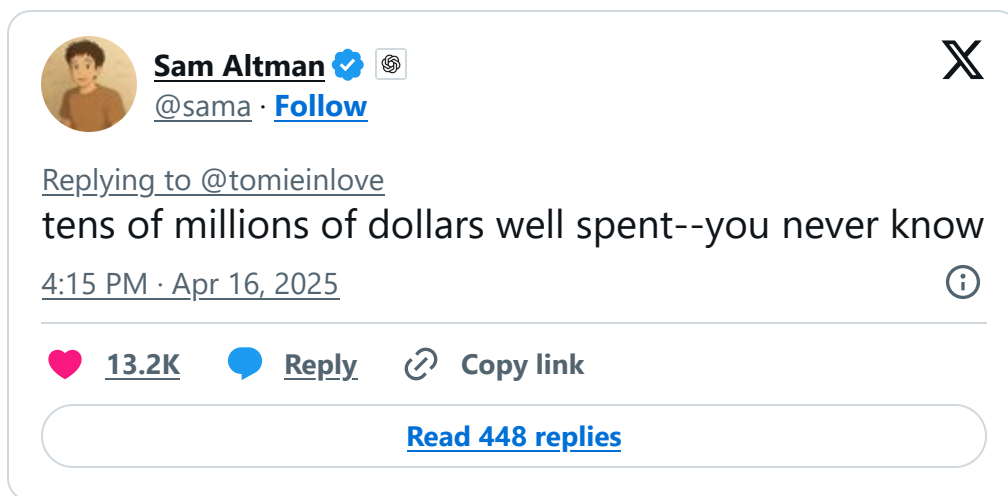 Sam Altman
@sama · Follow
Replying to @tomieinlove
tens of millions of dollars well spent--you never know
4:15 PM · Apr 16, 2025
13.2K Reply Copy link
Read 448 replies